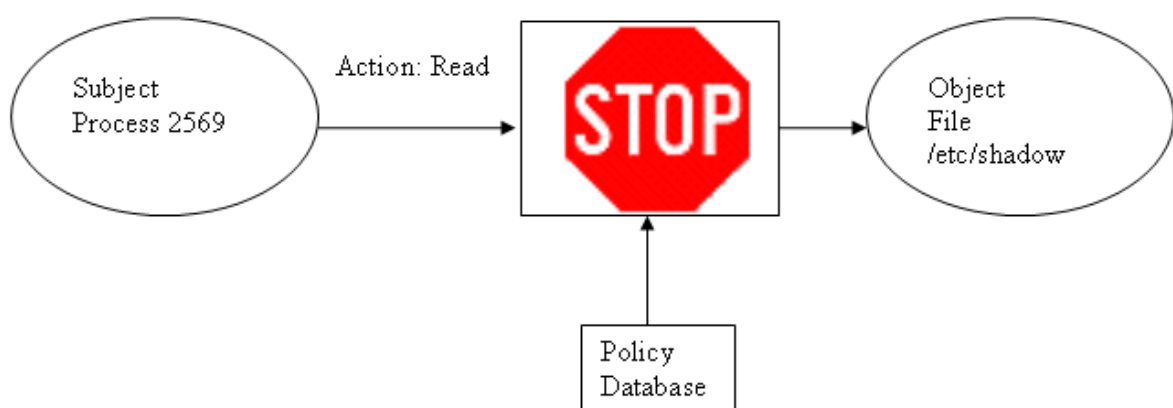 Subject
Process 2569
Action: Read
STOP
Object
File
/etc/shadow
Policy
Database